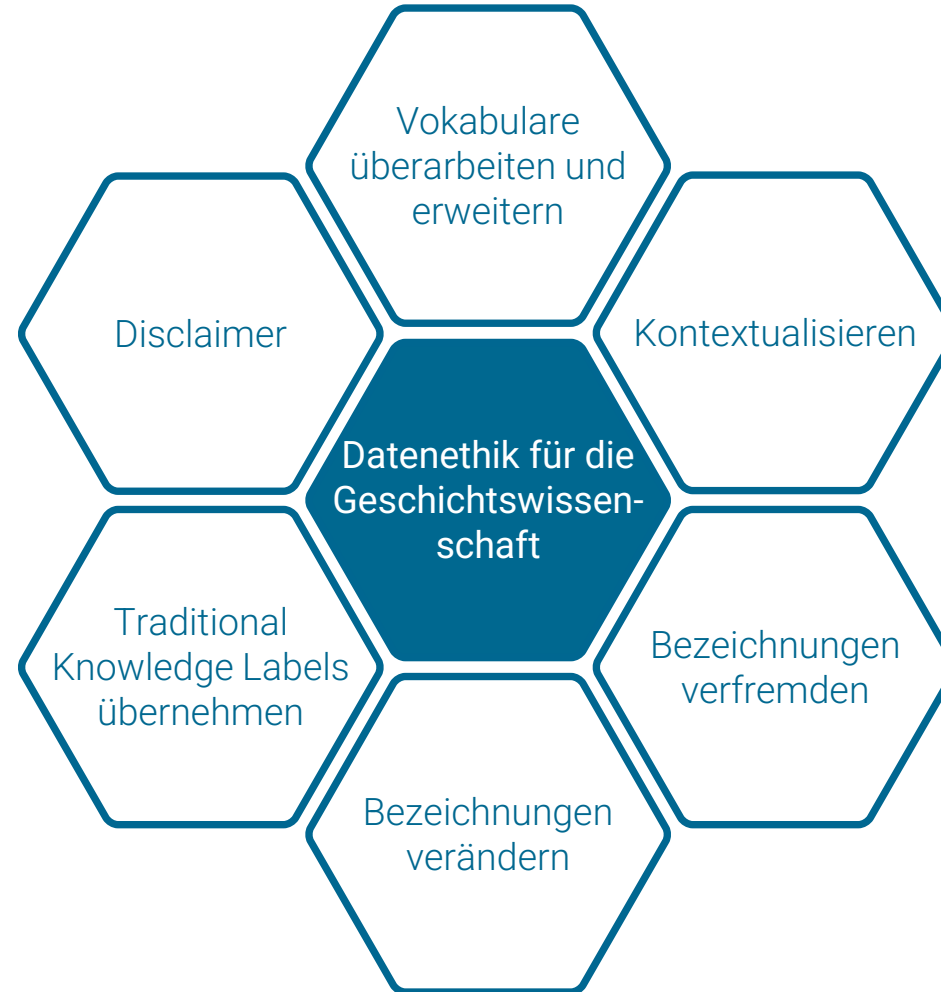 Vokabulare
überarbeiten und
erweitern
Disclaimer
Kontextualisieren
Datenethik für die
Geschichtswissen-
schaft
Traditional
Knowledge Labels
übernehmen
Bezeichnungen
verfremden
Bezeichnungen
verändern